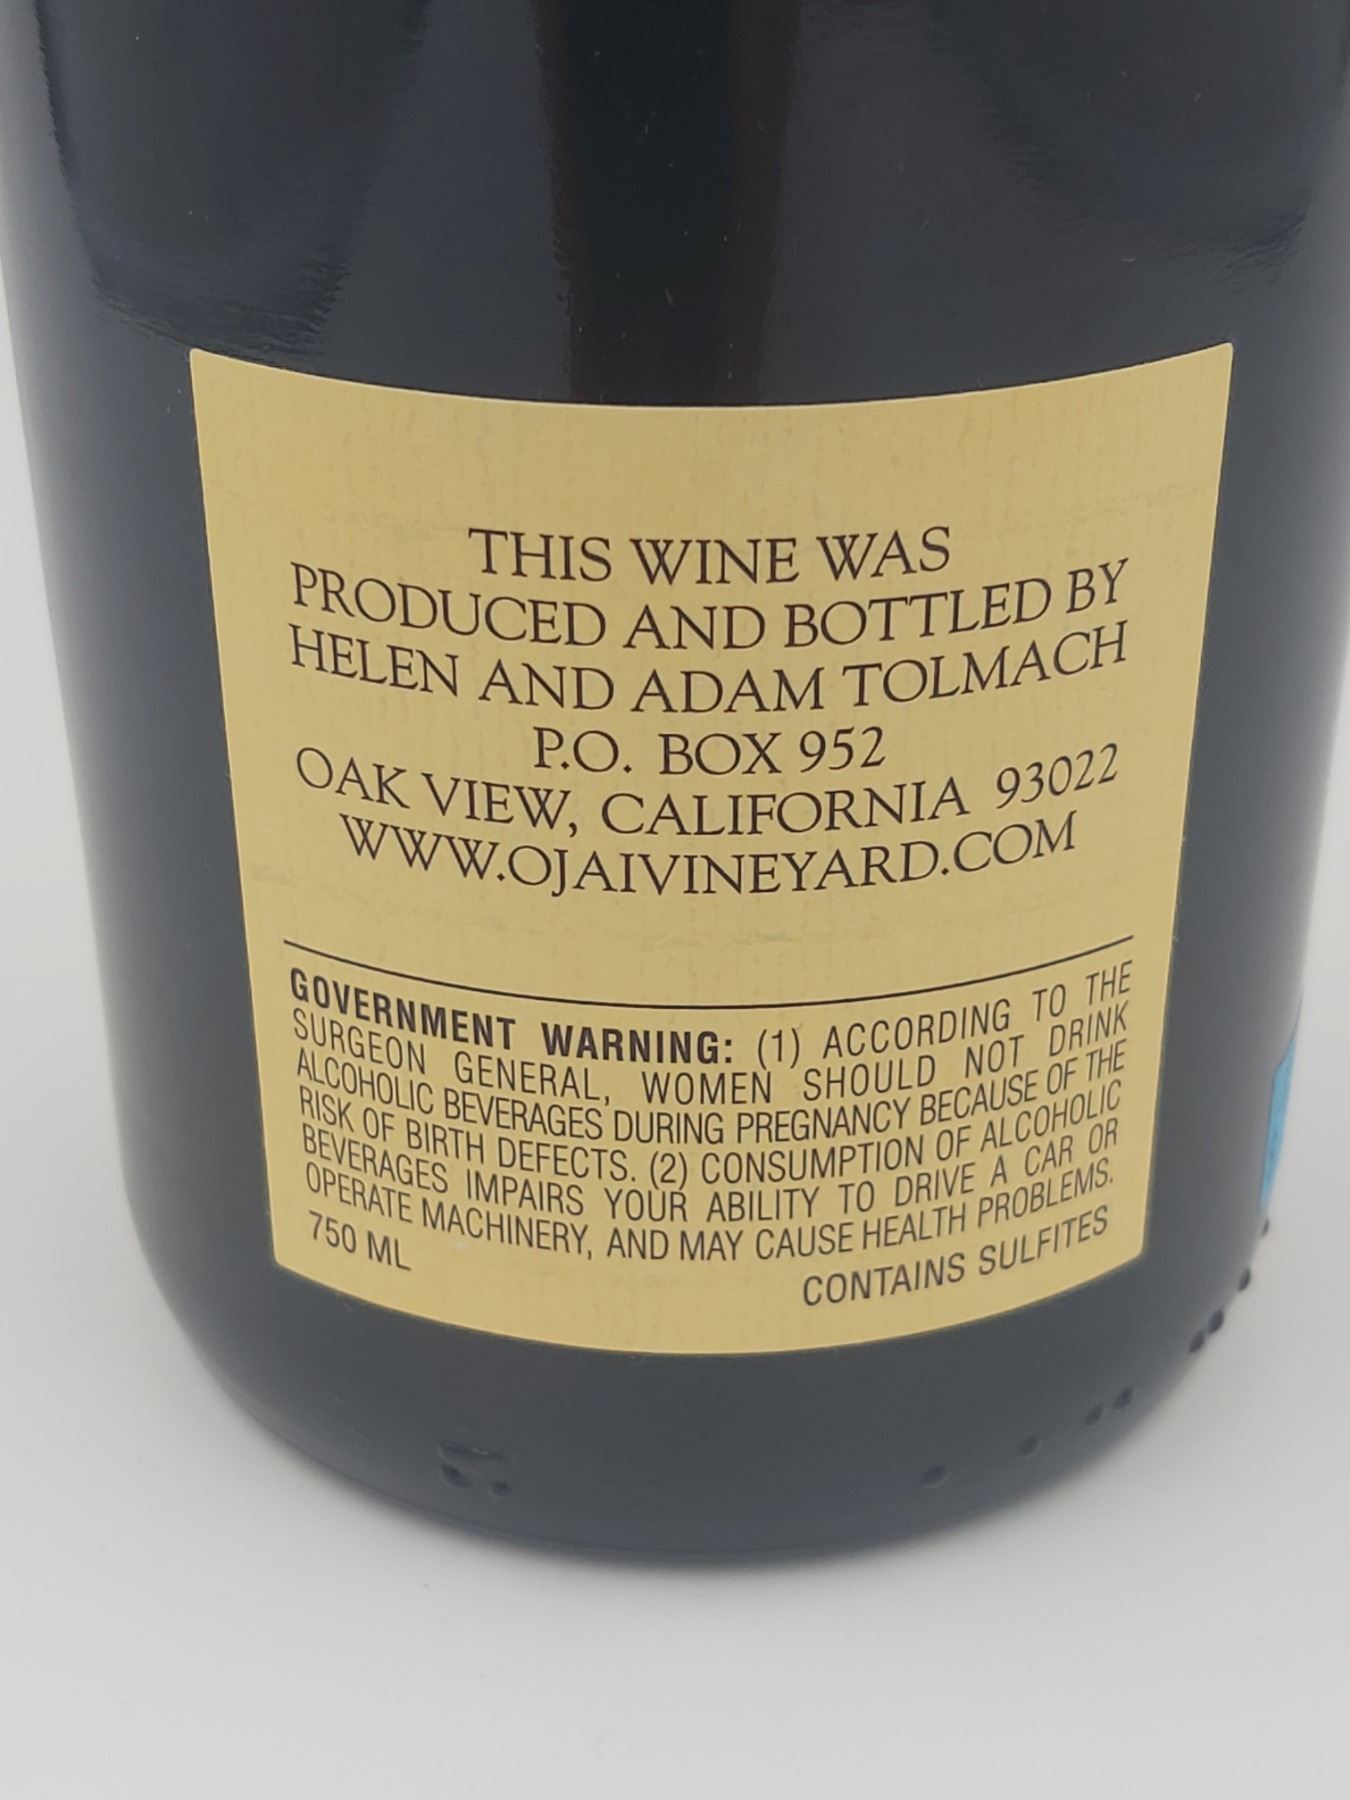 THIS WINE WAS
PRODUCED AND BOTTLED BY
HELEN AND ADAM TOLMACH
P.O. BOX 952
OAK VIEW, CALIFORNIA 93022
WWW.OJAIVINEYARD.COM
GOVERNMENT WARNING: (1) ACCORDING TO THE
SURGEON GENERAL, WOMEN SHOULD NOT DRINK
ALCOHOLIC BEVERAGES DURING PREGNANCY BECAUSE OF THE
RISK OF BIRTH DEFECTS. (2) CONSUMPTION OF ALCOHOLIC
BEVERAGES IMPAIRS YOUR ABILITY TO DRIVE A CAR OR
OPERATE MACHINERY, AND MAY CAUSE HEALTH PROBLEMS.
750 ML
CONTAINS SULFITES